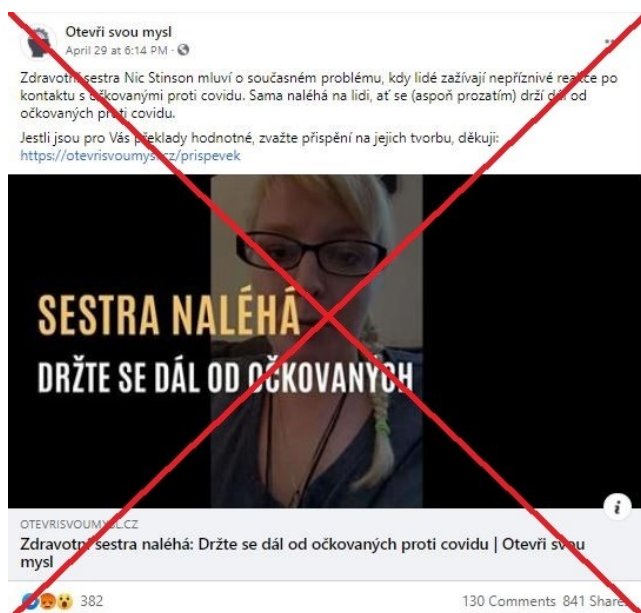 Otevři svou mysl
April 29 at 6:14 PM ·
Zdravotní sestra Nic Stinson mluví o současném problému, kdy lidé zažívají nepříznivé reakce po
kontaktu s očkovanými proti covidu. Sama naléhá na lidi, ať se (aspoň prozatím) drží dál od
očkovaných proti covidu.
Jestli jsou pro Vás překlady hodnotné, zvažte přispění na jejich tvorbu, děkuji:
https://otevrisvoumysl.cz/prispevek
SESTRA NALÉHÁ
DRŽTE SE DÁL OD OČKOVANÝCH
i
OTEVRISVOUMYSL.CZ
Zdravotní sestra naléhá: Držte se dál od očkovaných proti covidu | Otevři svou
mysl
382
130 Comments 841 Share